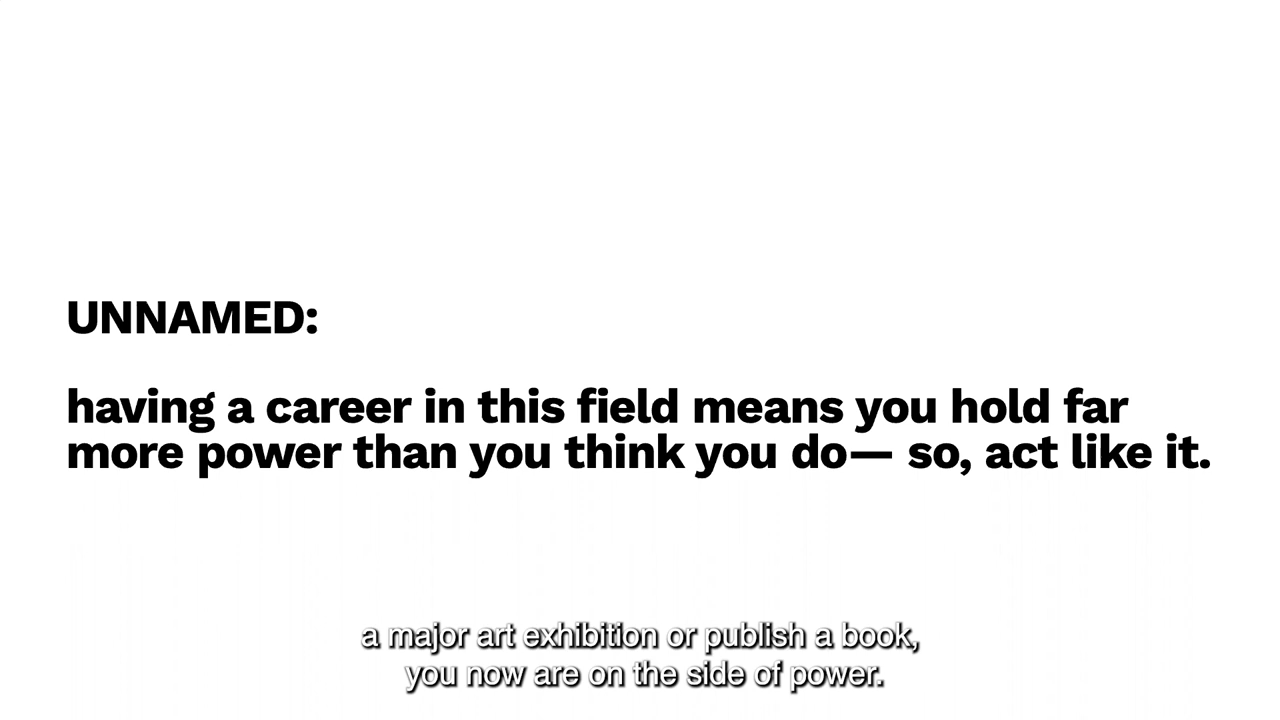 UNNAMED:
having a career in this field means you hold far
more power than you think you do— so, act like it.
a major art exhibition or publish a book,
you now are on the side of power.